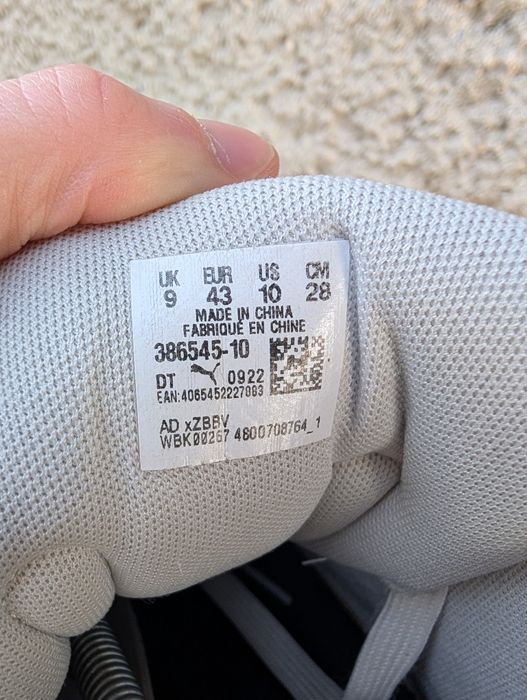 UK EUR US CM
9 43 10 28
MADE IN CHINA
FABRIQUÉ EN CHINE
386545-10
DT 0922
EAN:4065452227083
AD xZBBV
WBK00267 4800708764_1